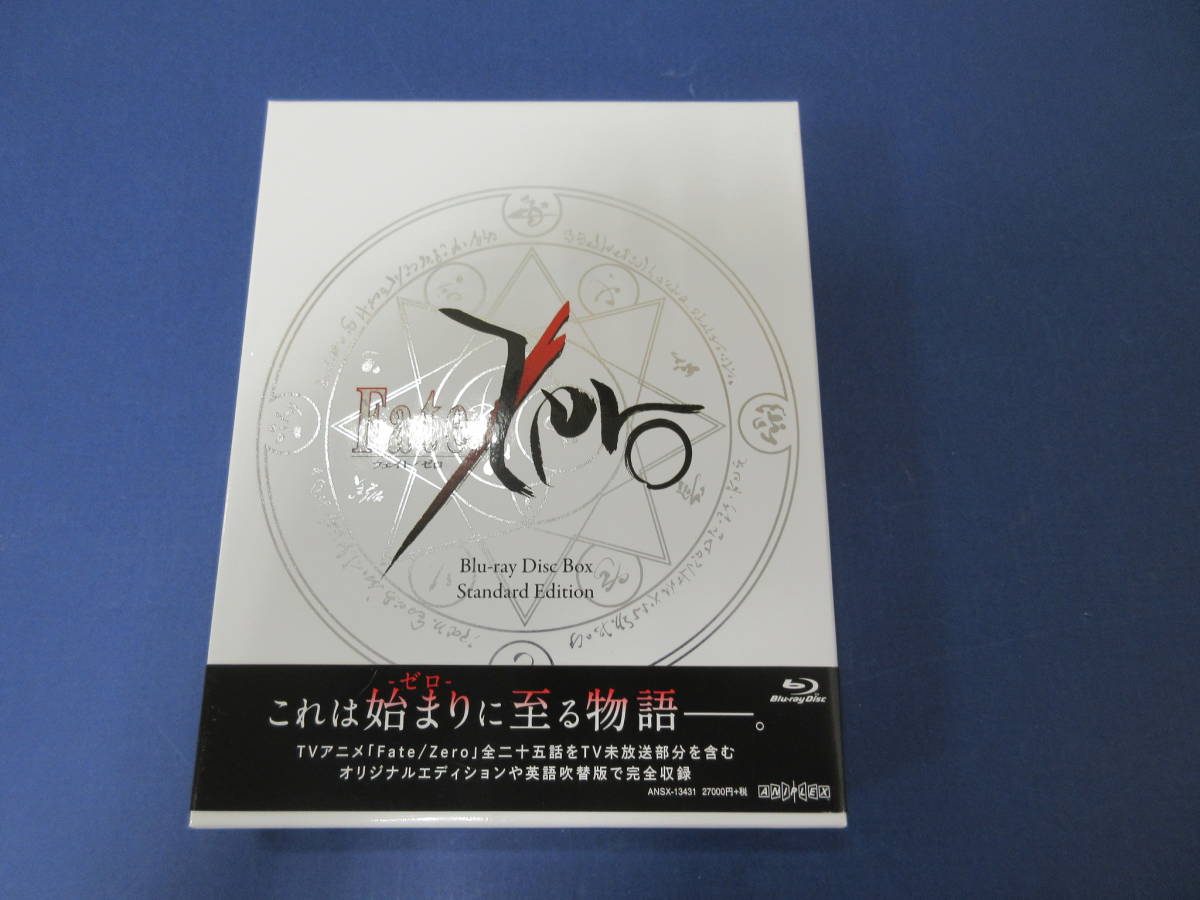 Fate/Zero
フェイト/ゼロ
Blu-ray Disc Box
Standard Edition
-ゼロ-
これは始まりに至る物語――。
Blu-ray Disc
TVアニメ「Fate/Zero」全二十五話をTV未放送部分を含む
オリジナルエディションや英語吹替版で完全収録
ANSX-13431 27000円+税 ANIPLEX